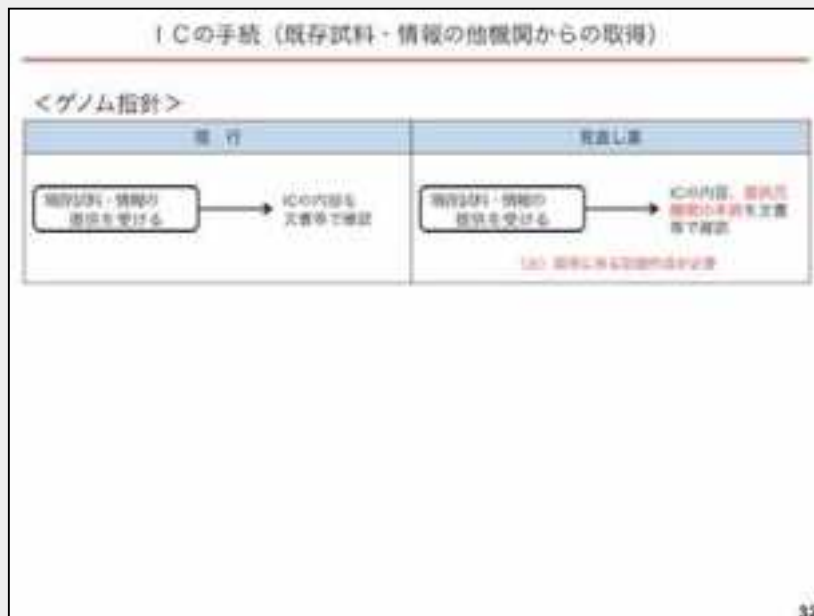 ICの手続（既存試料・情報の他機関からの取得）
＜ゲノム指針＞
現 行
見直し案
既存試料・情報の
提供を受ける
ICの内容を
文書等で確認
既存試料・情報の
提供を受ける
ICの内容、提供元
機関の
を文書
等で確認
32